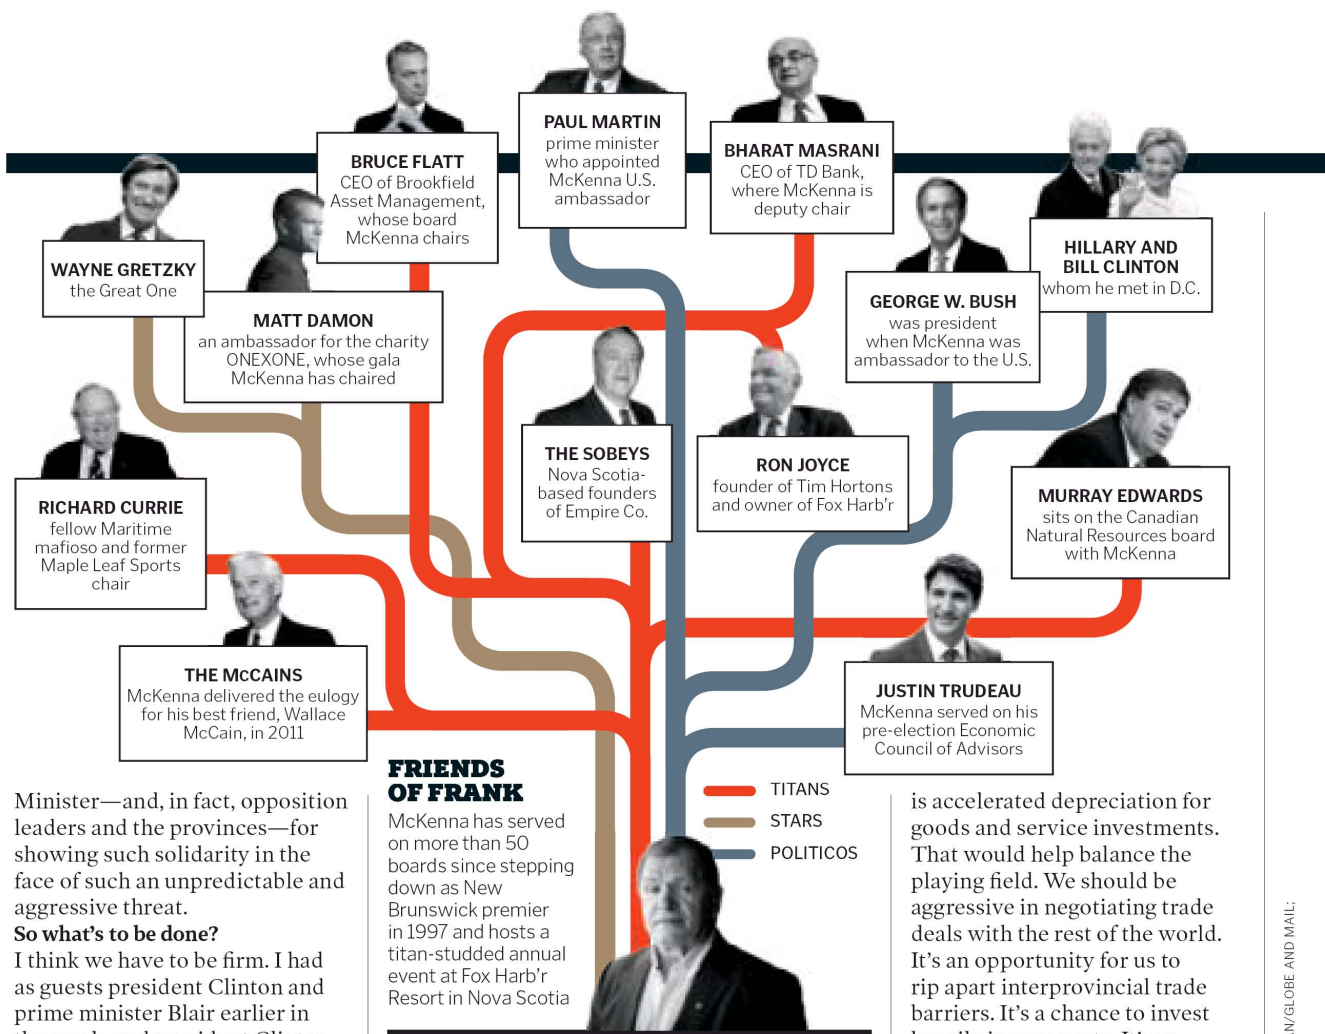 PAUL MARTIN
prime minister
who appointed
McKenna U.S.
ambassador
BRUCE FLATT
CEO of Brookfield
Asset Management,
whose board
McKenna chairs
BHARAT MASRANI
CEO of TD Bank,
where McKenna is
deputy chair
WAYNE GRETZKY
the Great One
MATT DAMON
an ambassador for the charity
ONEXONE, whose gala
McKenna has chaired
HILLARY AND
BILL CLINTON
whom he met in D.C.
GEORGE W. BUSH
was president
when McKenna was
ambassador to the U.S.
THE SOBEYS
Nova Scotia-
based founders
of Empire Co.
RON JOYCE
founder of Tim Hortons
and owner of Fox Harb'r
RICHARD CURRIE
fellow Maritime
mafioso and former
Maple Leaf Sports
chair
MURRAY EDWARDS
sits on the Canadian
Natural Resources board
with McKenna
THE McCAINS
McKenna delivered the eulogy
for his best friend, Wallace
McCain, in 2011
JUSTIN TRUDEAU
McKenna served on his
pre-election Economic
Council of Advisors
Minister—and, in fact, opposition
leaders and the provinces—for
showing such solidarity in the
face of such an unpredictable and
aggressive threat.
So what's to be done?
I think we have to be firm. I had
as guests president Clinton and
prime minister Blair earlier in
FRIENDS
OF FRANK
McKenna has served
on more than 50
boards since stepping
down as New
Brunswick premier
in 1997 and hosts a
titan-studded annual
event at Fox Harb'r
Resort in Nova Scotia
TITANS
STARS
POLITICOS
is accelerated depreciation for
goods and service investments.
That would help balance the
playing field. We should be
aggressive in negotiating trade
deals with the rest of the world.
It's an opportunity for us to
rip apart interprovincial trade
barriers. It's a chance to invest
AN/GLOBE AND MAIL;